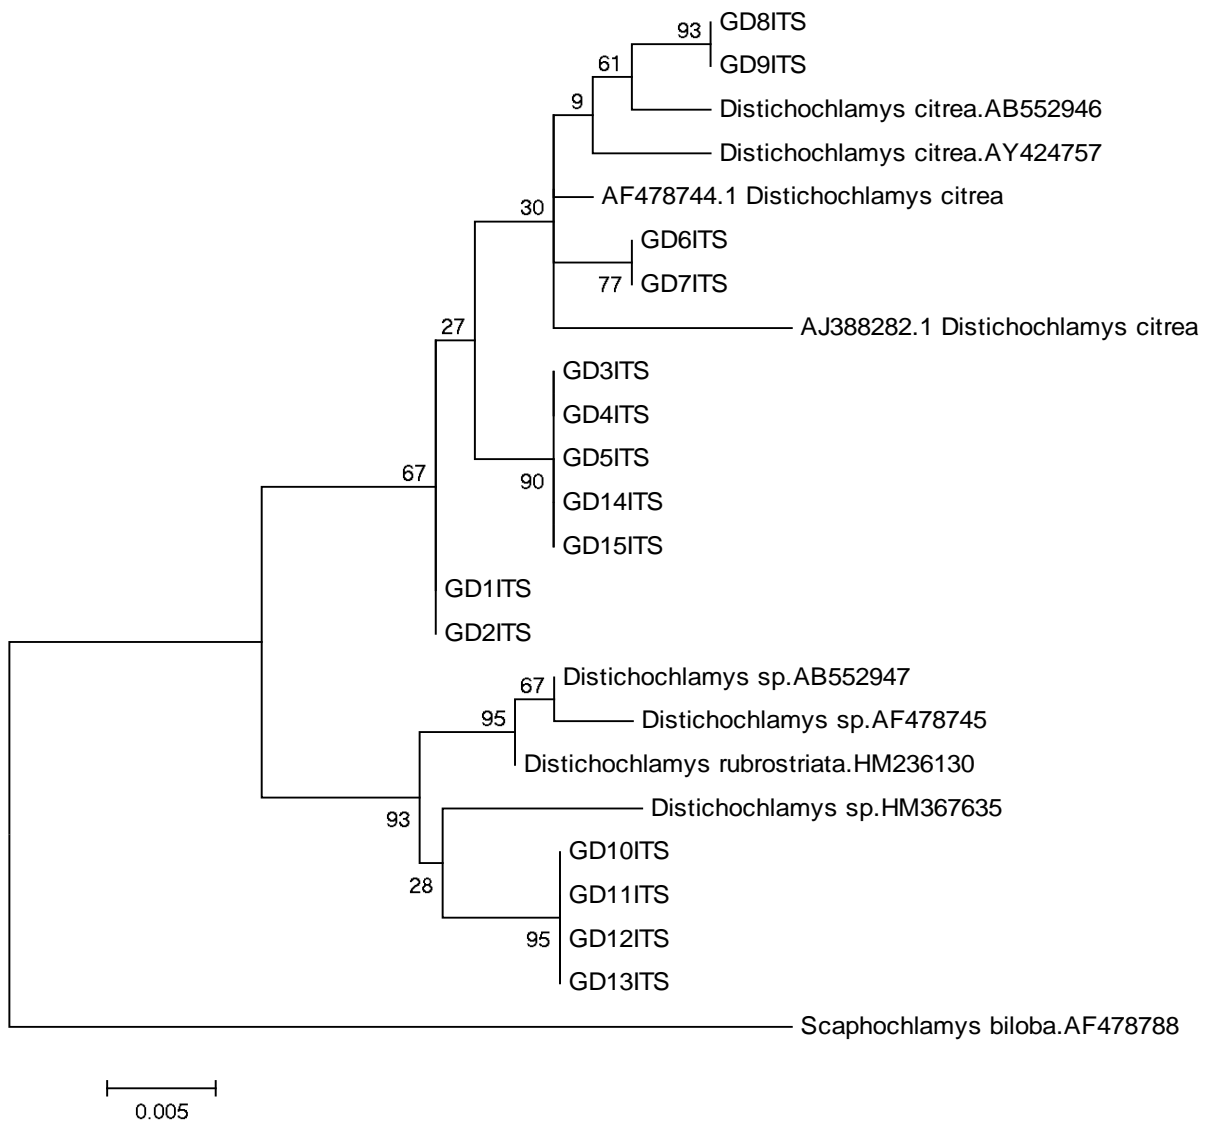 93
GD8ITS
GD9ITS
61
Distichochlamys citrea.AB552946
9
Distichochlamys citrea.AY424757
AF478744.1 Distichochlamys citrea
30
GD6ITS
77
GD7ITS
AJ388282.1 Distichochlamys citrea
27
GD3ITS
GD4ITS
GD5ITS
90
GD14ITS
GD15ITS
67
GD1ITS
GD2ITS
67
Distichochlamys sp.AB552947
95
Distichochlamys sp.AF478745
Distichochlamys rubrostriata.HM236130
93
Distichochlamys sp.HM367635
28
GD10ITS
GD11ITS
95
GD12ITS
GD13ITS
Scaphochlamys biloba.AF478788
0.005